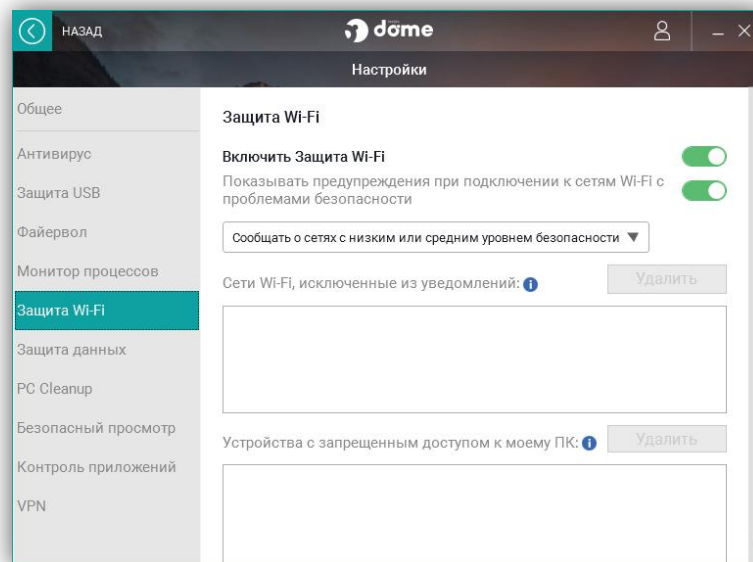 НАЗАД
dome
Настройки
Общее
Антивирус
Защита USB
Файервол
Монитор процессов
Защита Wi-Fi
Защита данных
PC Cleanup
Безопасный просмотр
Контроль приложений
VPN
Защита Wi-Fi
Включить Защита Wi-Fi
Показывать предупреждения при подключении к сетям Wi-Fi с
проблемами безопасности
Сообщать о сетях с низким или средним уровнем безопасности
Сети Wi-Fi, исключенные из уведомлений:
Удалить
Устройства с запрещенным доступом к моему ПК:
Удалить